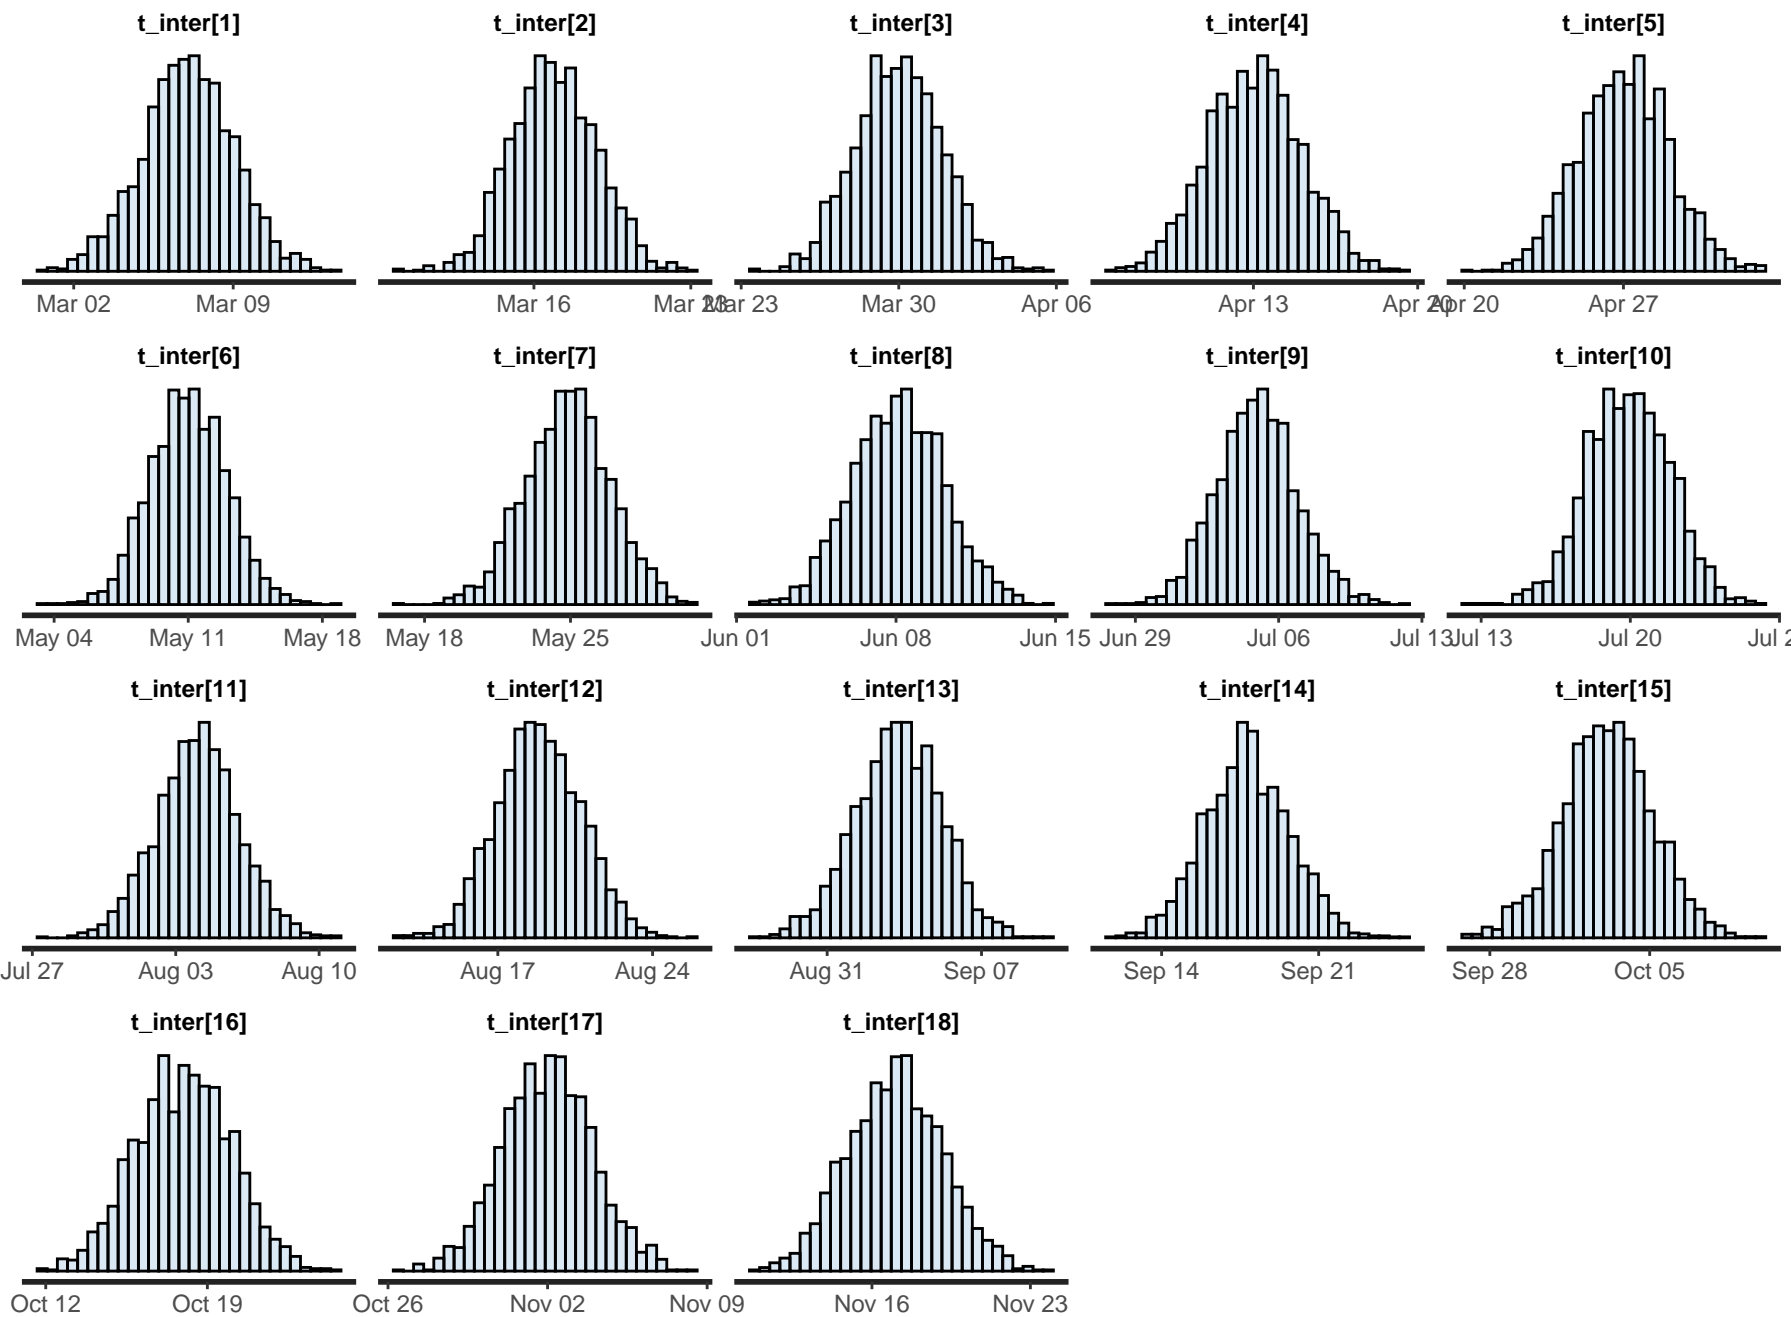 t_inter[1] t_inter[2] t_inter[3] t_inter[4] t_inter[5]
Mar 02 Mar 09 Mar 16 Mar 23 Mar 23 Mar 30 Apr 06 Apr 13 Apr 20 Apr 20 Apr 27
t_inter[6] t_inter[7] t_inter[8] t_inter[9] t_inter[10]
May 04 May 11 May 18 May 18 May 25 Jun 01 Jun 08 Jun 15 Jun 29 Jul 06 Jul 13 Jul 13 Jul 20 Jul 2
t_inter[11] t_inter[12] t_inter[13] t_inter[14] t_inter[15]
Jul 27 Aug 03 Aug 10 Aug 17 Aug 24 Aug 31 Sep 07 Sep 14 Sep 21 Sep 28 Oct 05
t_inter[16] t_inter[17] t_inter[18]
Oct 12 Oct 19 Oct 26 Nov 02 Nov 09 Nov 16 Nov 23